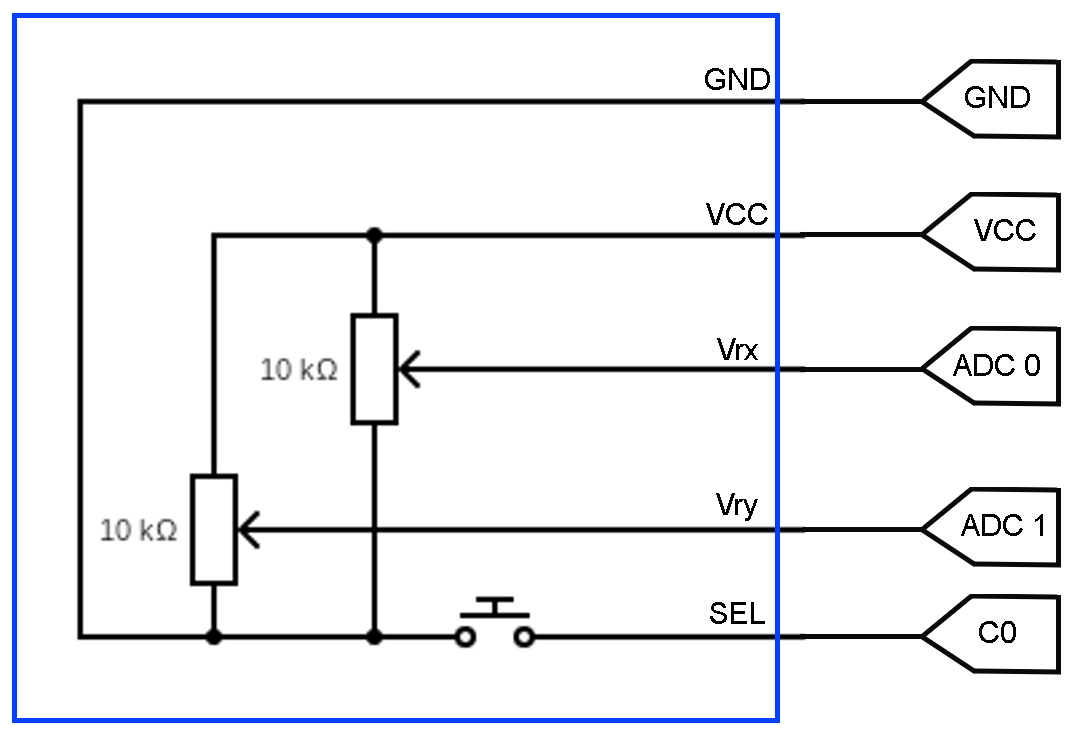 GND
GND
VCC
VCC
Vrx
ADC 0
10 kΩ
Vry
ADC 1
10 kΩ
SEL
C0